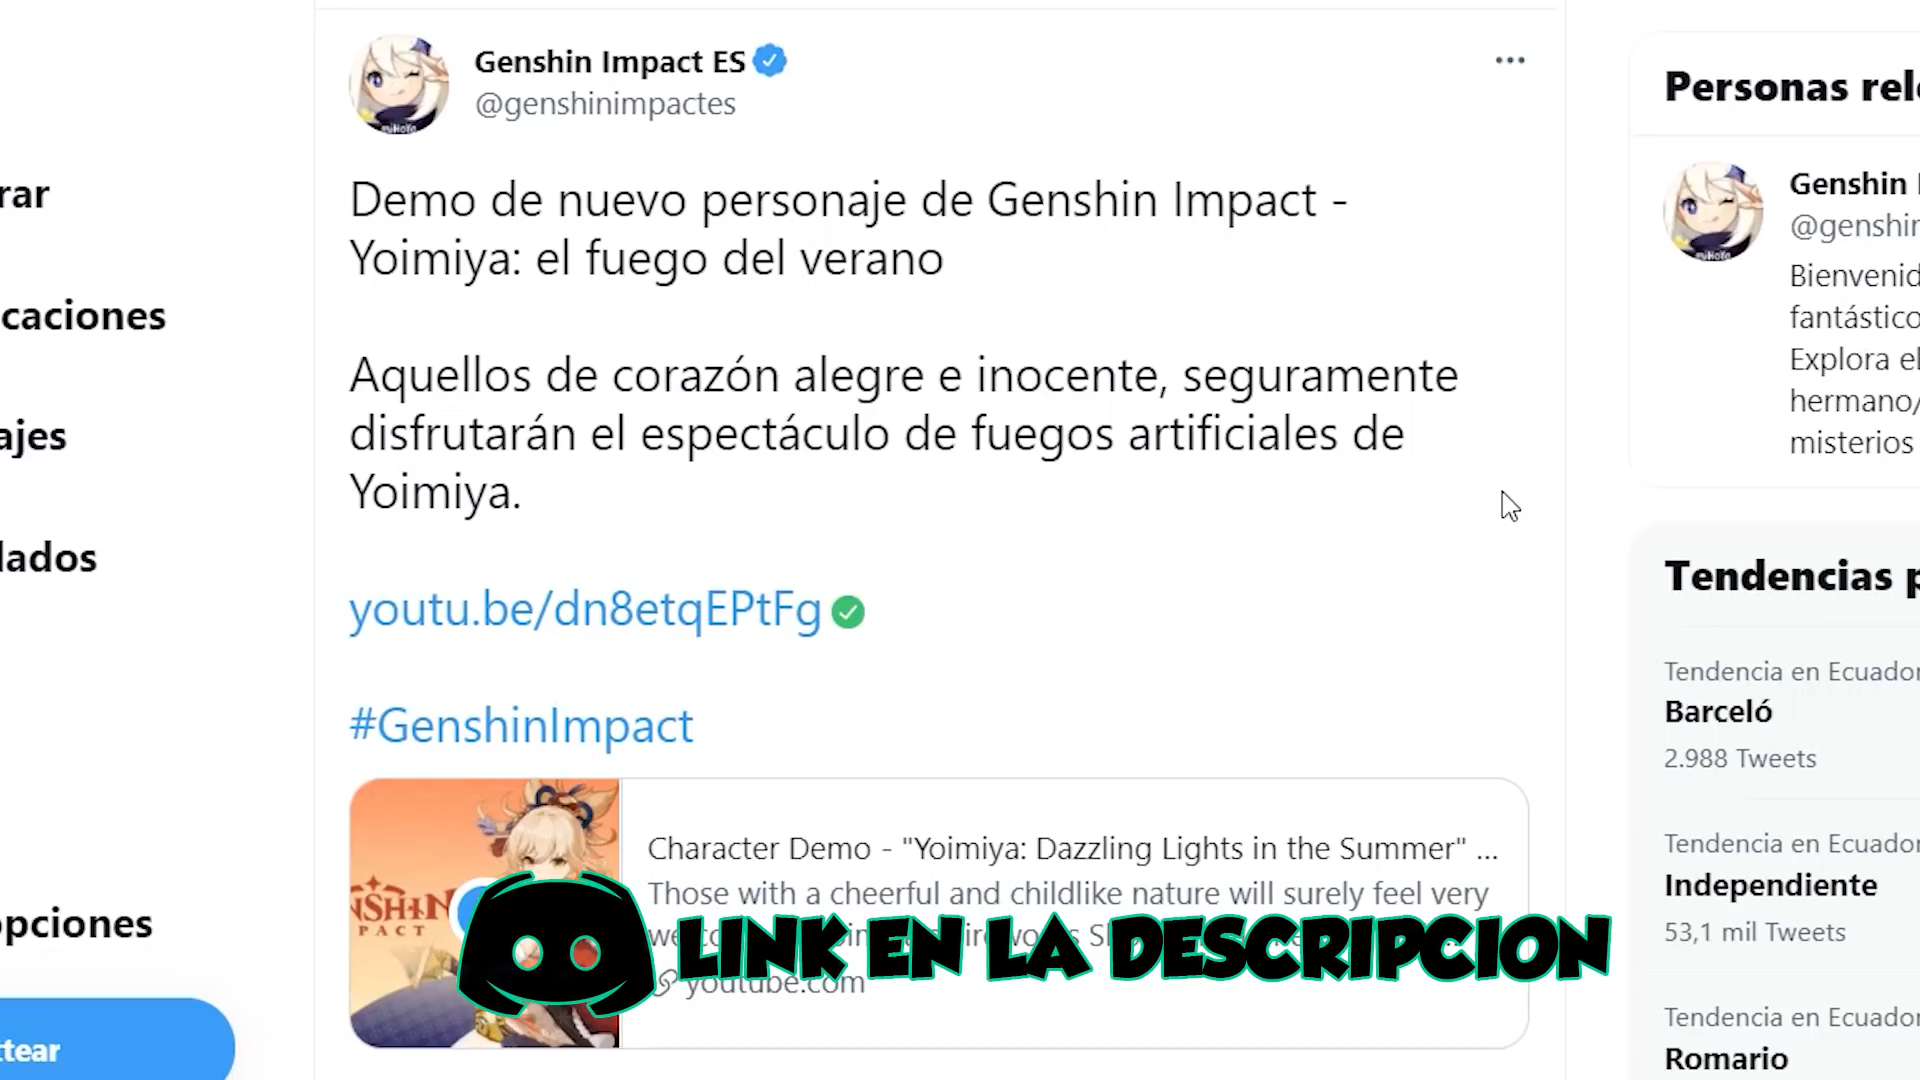 Genshin Impact ES
@genshinimpactes
Demo de nuevo personaje de Genshin Impact -
Yoimiya: el fuego del verano
Aquellos de corazón alegre e inocente, seguramente
disfrutarán el espectáculo de fuegos artificiales de
Yoimiya.
youtu.be/dn8etqEPtFg
#GenshinImpact
Character Demo - "Yoimiya: Dazzling Lights in the Summer" ...
Those with a cheerful and childlike nature will surely feel very
youtube.com
LINK EN LA DESCRIPCION
rar
caciones
ajes
lados
opciones
tear
Personas rel
Genshin
@genshin
Bienvenid
fantástico
Explora el
hermano/
misterios
Tendencias p
Tendencia en Ecuador
Barceló
2.988 Tweets
Tendencia en Ecuador
Independiente
53,1 mil Tweets
Tendencia en Ecuador
Romario